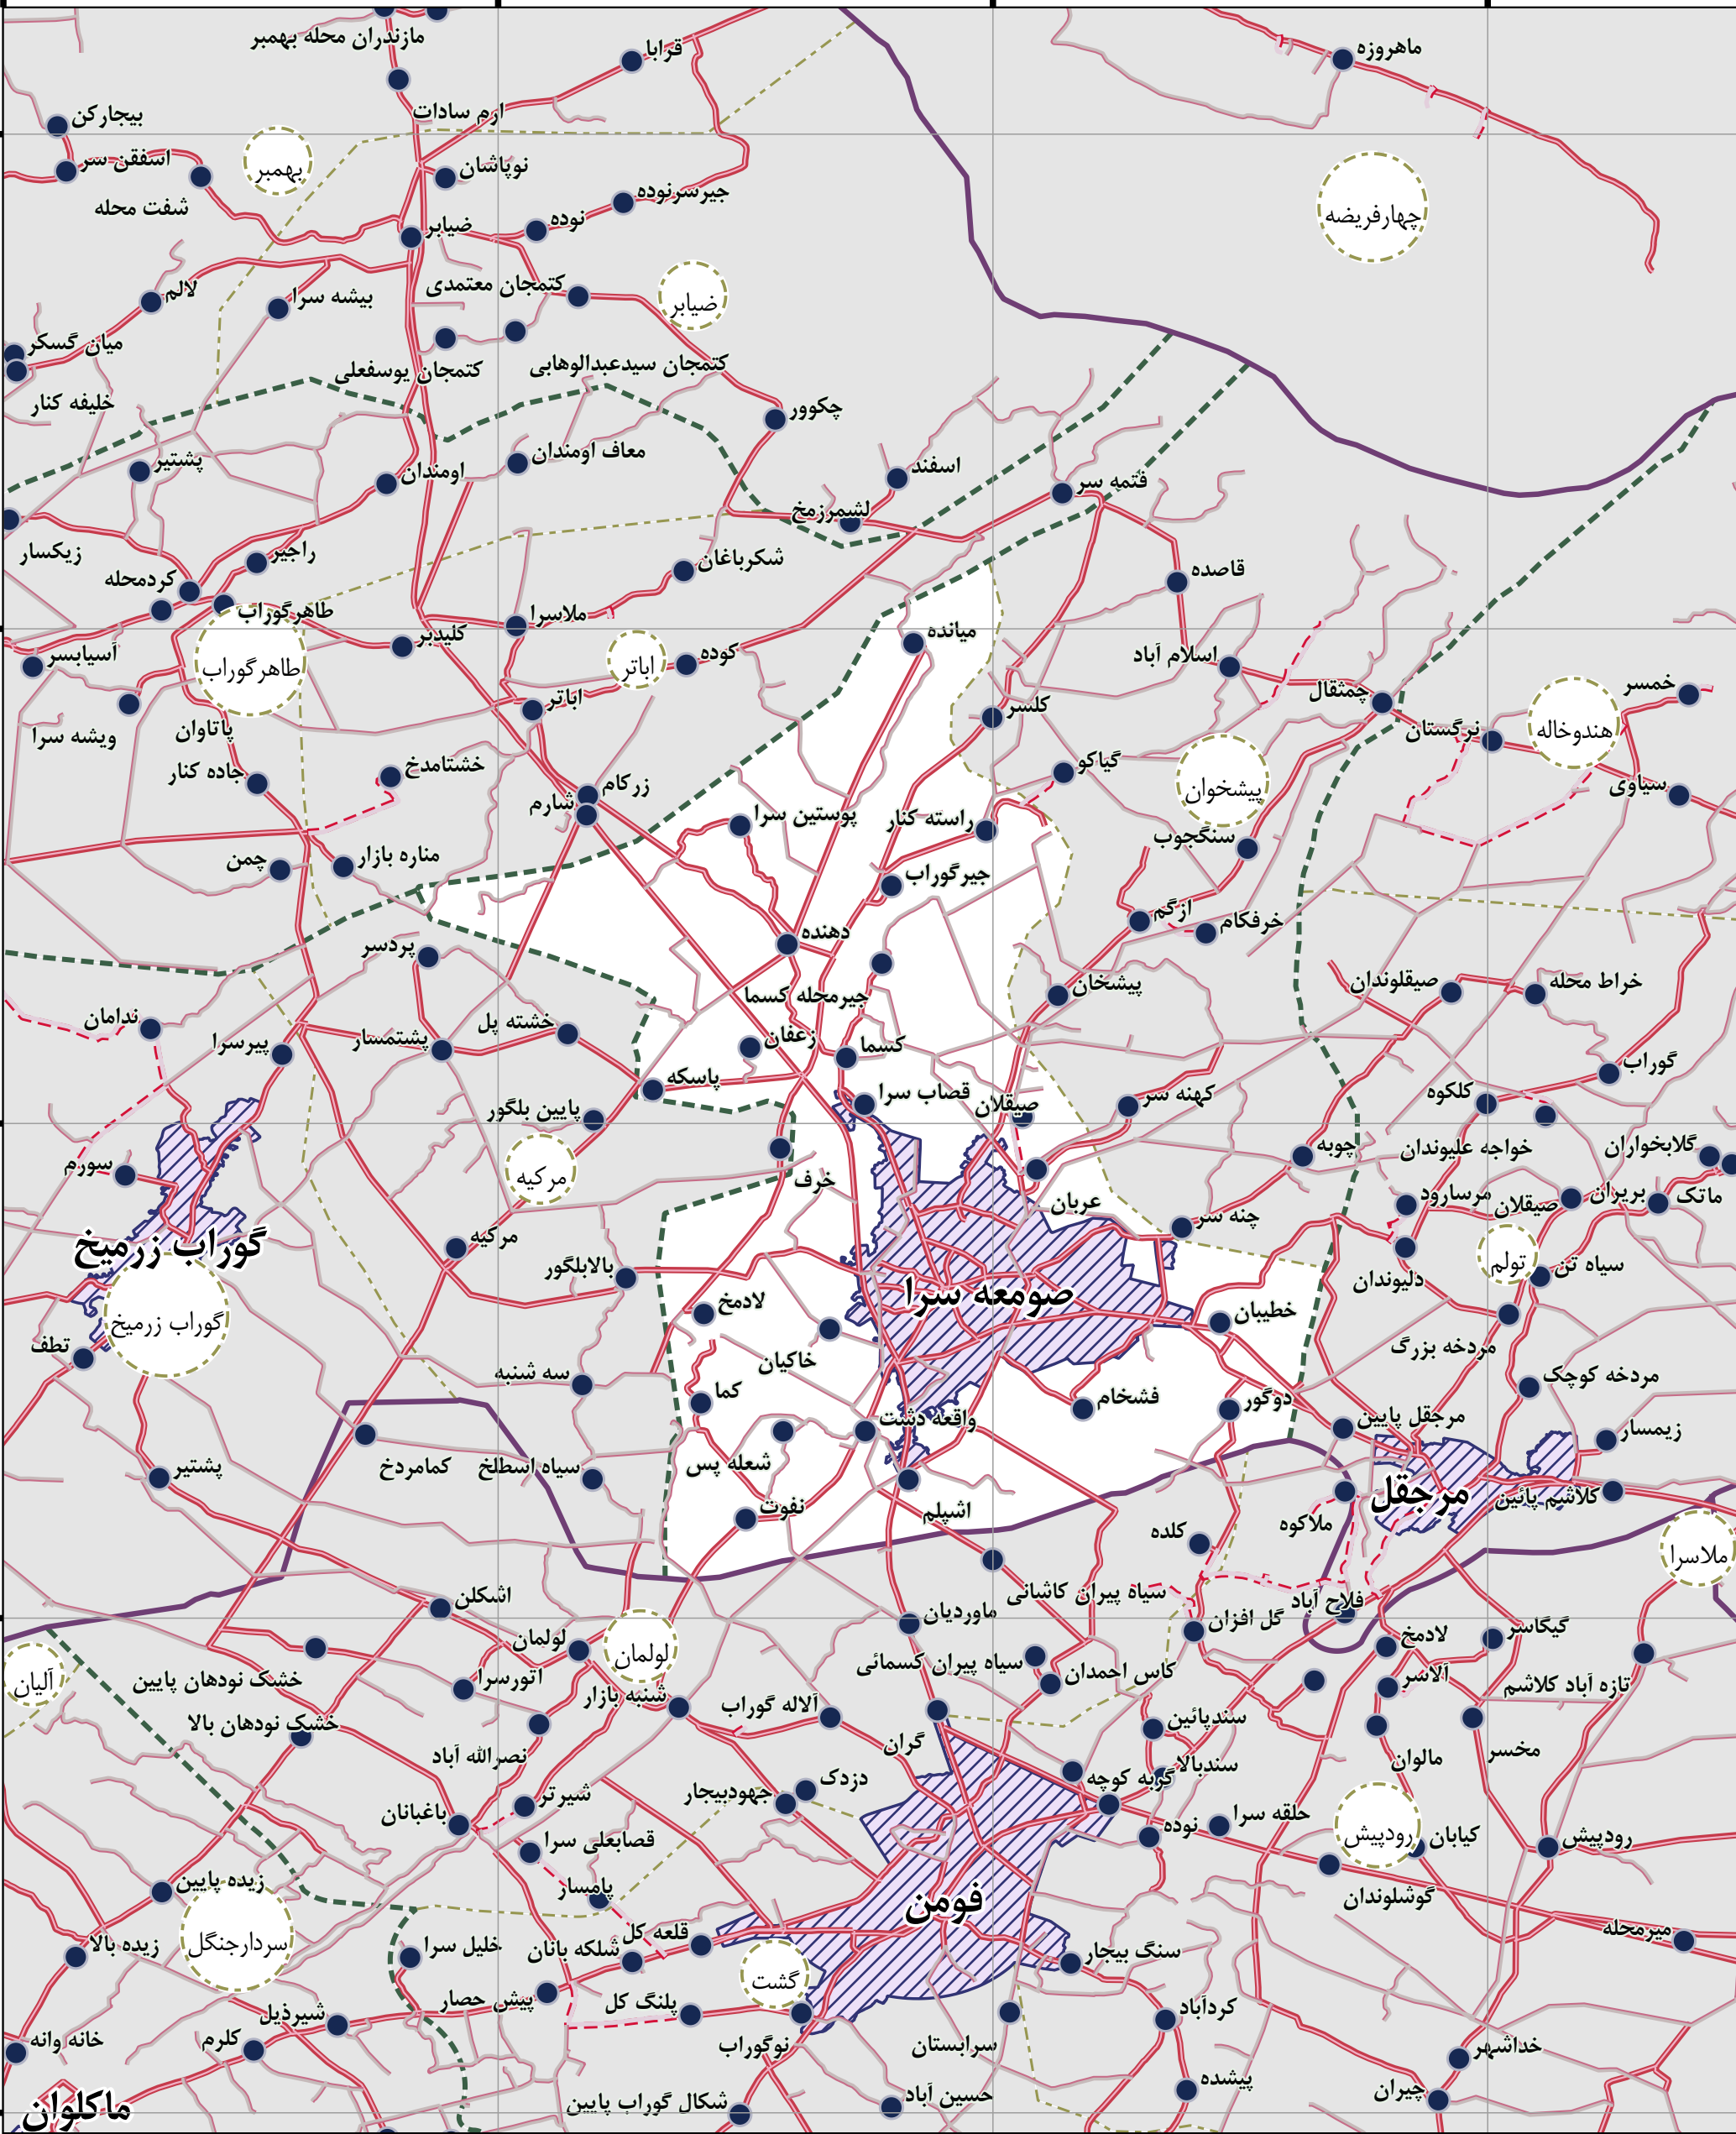 مازندران محله بهمبر
قرابا
ماهروزه
بیجارکن
ارم سادات
اسفقن سر
بهمبر
نوپاشان
شفت محله
جیرسرنوده
نوده
ضیابر
چهارفریضه
لالم
بیشه سرا
کتمجان معتمدی
ضیابر
میان گسکر
کتمجان یوسفعلی
کتمجان سیدعبدالوهابی
خلیفه کنار
چکوور
پشتیر
اومندان
معاف اومندان
اسفند
فتمه سر
لشمرزمخ
زیکسار
راجیر
شکرباغان
قاصده
کردمحله
طاهرگوراب
ملاسرا
آسیابسر
طاهرگوراب
کلیدبر
اباتر
کوده
میانده
اسلام آباد
خمسر
چمثقال
ویشه سرا
پاتاوان
اباتر
کلسر
نرگستان
هندوخاله
جاده کنار
خشتامدخ
زرکام
گیاکو
پیشخوان
سیاوی
شارم
پوستین سرا
راسته کنار
سنگجوب
چمن
مناره بازار
جیرگوراب
ازگم
خرفکام
پردسر
دهنده
پیشخان
صیقلوندان
خراط محله
جیرمحله کسما
ندامان
خشته پل
پیرسرا
پشتمسار
زعفان
کسما
پاسکه
گوراب
قصاب سرا
صیقلان
کهنه سر
کلکوه
پایین بلگور
سورم
مرکیه
خرف
چوبه
خواجه علیوندان
گلابخواران
عربان
مرسارود
صیقلان
بریران
ماتک
گوراب زرمیخ
مرکیه
چنه سر
تولم
بالابلگور
دلیوندان
سیاه تن
گوراب زرمیخ
لادمخ
صومعه سرا
خطیبان
تطف
خاکیان
مردخه بزرگ
سه شنبه
کما
فشخام
دوگور
مردخه کوچک
واقعه دشت
مرجقل پایین
زیمسار
پشتیر
کمامردخ
سیاه اسطلخ
شعله پس
مرجقل
کلاشم پائین
نفوت
اشپلم
ملاکوه
کلده
ملاسرا
اشکلن
سیاه پیران کاشانی
فلاح آباد
ماوردیان
گل افزان
گیگاسر
لولمان
لولمان
لادمخ
آلیان
خشک نودهان پایین
اتورسرا
سیاه پیران کسمائی
کاس احمدان
آلاسر
تازه آباد کلاشم
شنبه بازار
آلاله گوراب
خشک نودهان بالا
گران
سندپائین
نصرالله آباد
مالوان
مخسر
سندبالا
دزدک
جهودبیجار
گربه کوچه
شیرتر
باغبانان
حلقه سرا
نوده
رودپیش
کیابان
رودپیش
قصابعلی سرا
زیده پایین
پامسار
فومن
گوشلوندان
سردارجنگل
زیده بالا
خلیل سرا
قلعه کل
شلکه بانان
میرمحله
سنگ بیجار
گشت
شیرذیل
پیش حصار
پلنگ کل
کردآباد
خانه وانه
کلرم
نوگوراب
سرابستان
خداشهر
پیشده
جیران
ماکلوان
شکال گوراب پایین
حسین آباد